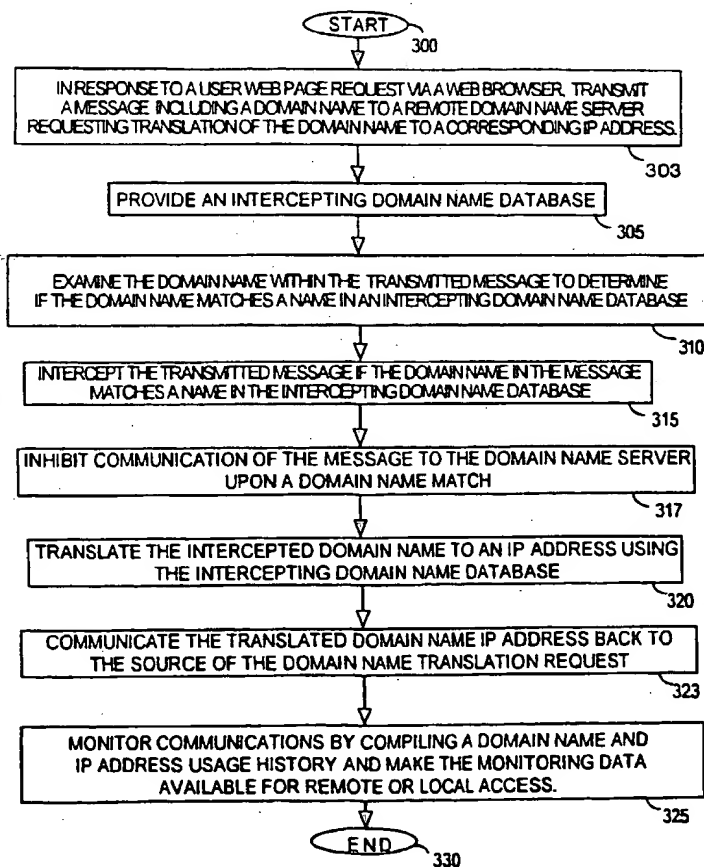 START
300
IN RESPONSE TO A USER WEB PAGE REQUEST VIA A WEB BROWSER, TRANSMIT
A MESSAGE INCLUDING A DOMAIN NAME TO A REMOTE DOMAIN NAME SERVER
REQUESTING TRANSLATION OF THE DOMAIN NAME TO A CORRESPONDING IP ADDRESS.
303
PROVIDE AN INTERCEPTING DOMAIN NAME DATABASE
305
EXAMINE THE DOMAIN NAME WITHIN THE TRANSMITTED MESSAGE TO DETERMINE
IF THE DOMAIN NAME MATCHES A NAME IN AN INTERCEPTING DOMAIN NAME DATABASE
310
INTERCEPT THE TRANSMITTED MESSAGE IF THE DOMAIN NAME IN THE MESSAGE
MATCHES A NAME IN THE INTERCEPTING DOMAIN NAME DATABASE
315
INHIBIT COMMUNICATION OF THE MESSAGE TO THE DOMAIN NAME SERVER
UPON A DOMAIN NAME MATCH
317
TRANSLATE THE INTERCEPTED DOMAIN NAME TO AN IP ADDRESS USING
THE INTERCEPTING DOMAIN NAME DATABASE
320
COMMUNICATE THE TRANSLATED DOMAIN NAME IP ADDRESS BACK TO
THE SOURCE OF THE DOMAIN NAME TRANSLATION REQUEST
323
MONITOR COMMUNICATIONS BY COMPILING A DOMAIN NAME AND
IP ADDRESS USAGE HISTORY AND MAKE THE MONITORING DATA
AVAILABLE FOR REMOTE OR LOCAL ACCESS.
325
END
330